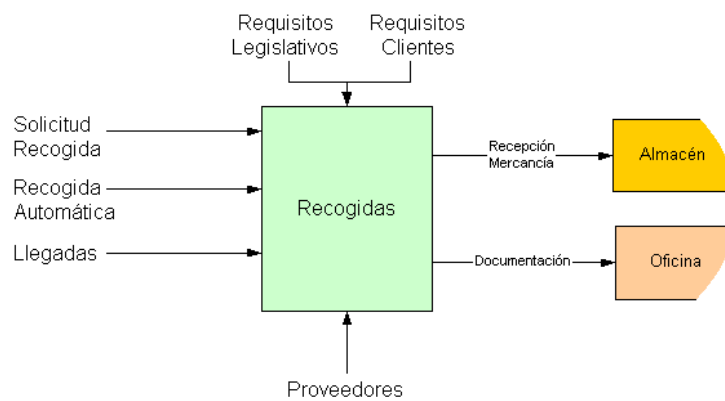 Requisitos
Legislativos
Requisitos
Clientes
Solicitud
Recogida
Recogida
Automática
Llegadas
Recogidas
Recepción
Mercancía
Almacén
Documentación
Oficina
Proveedores